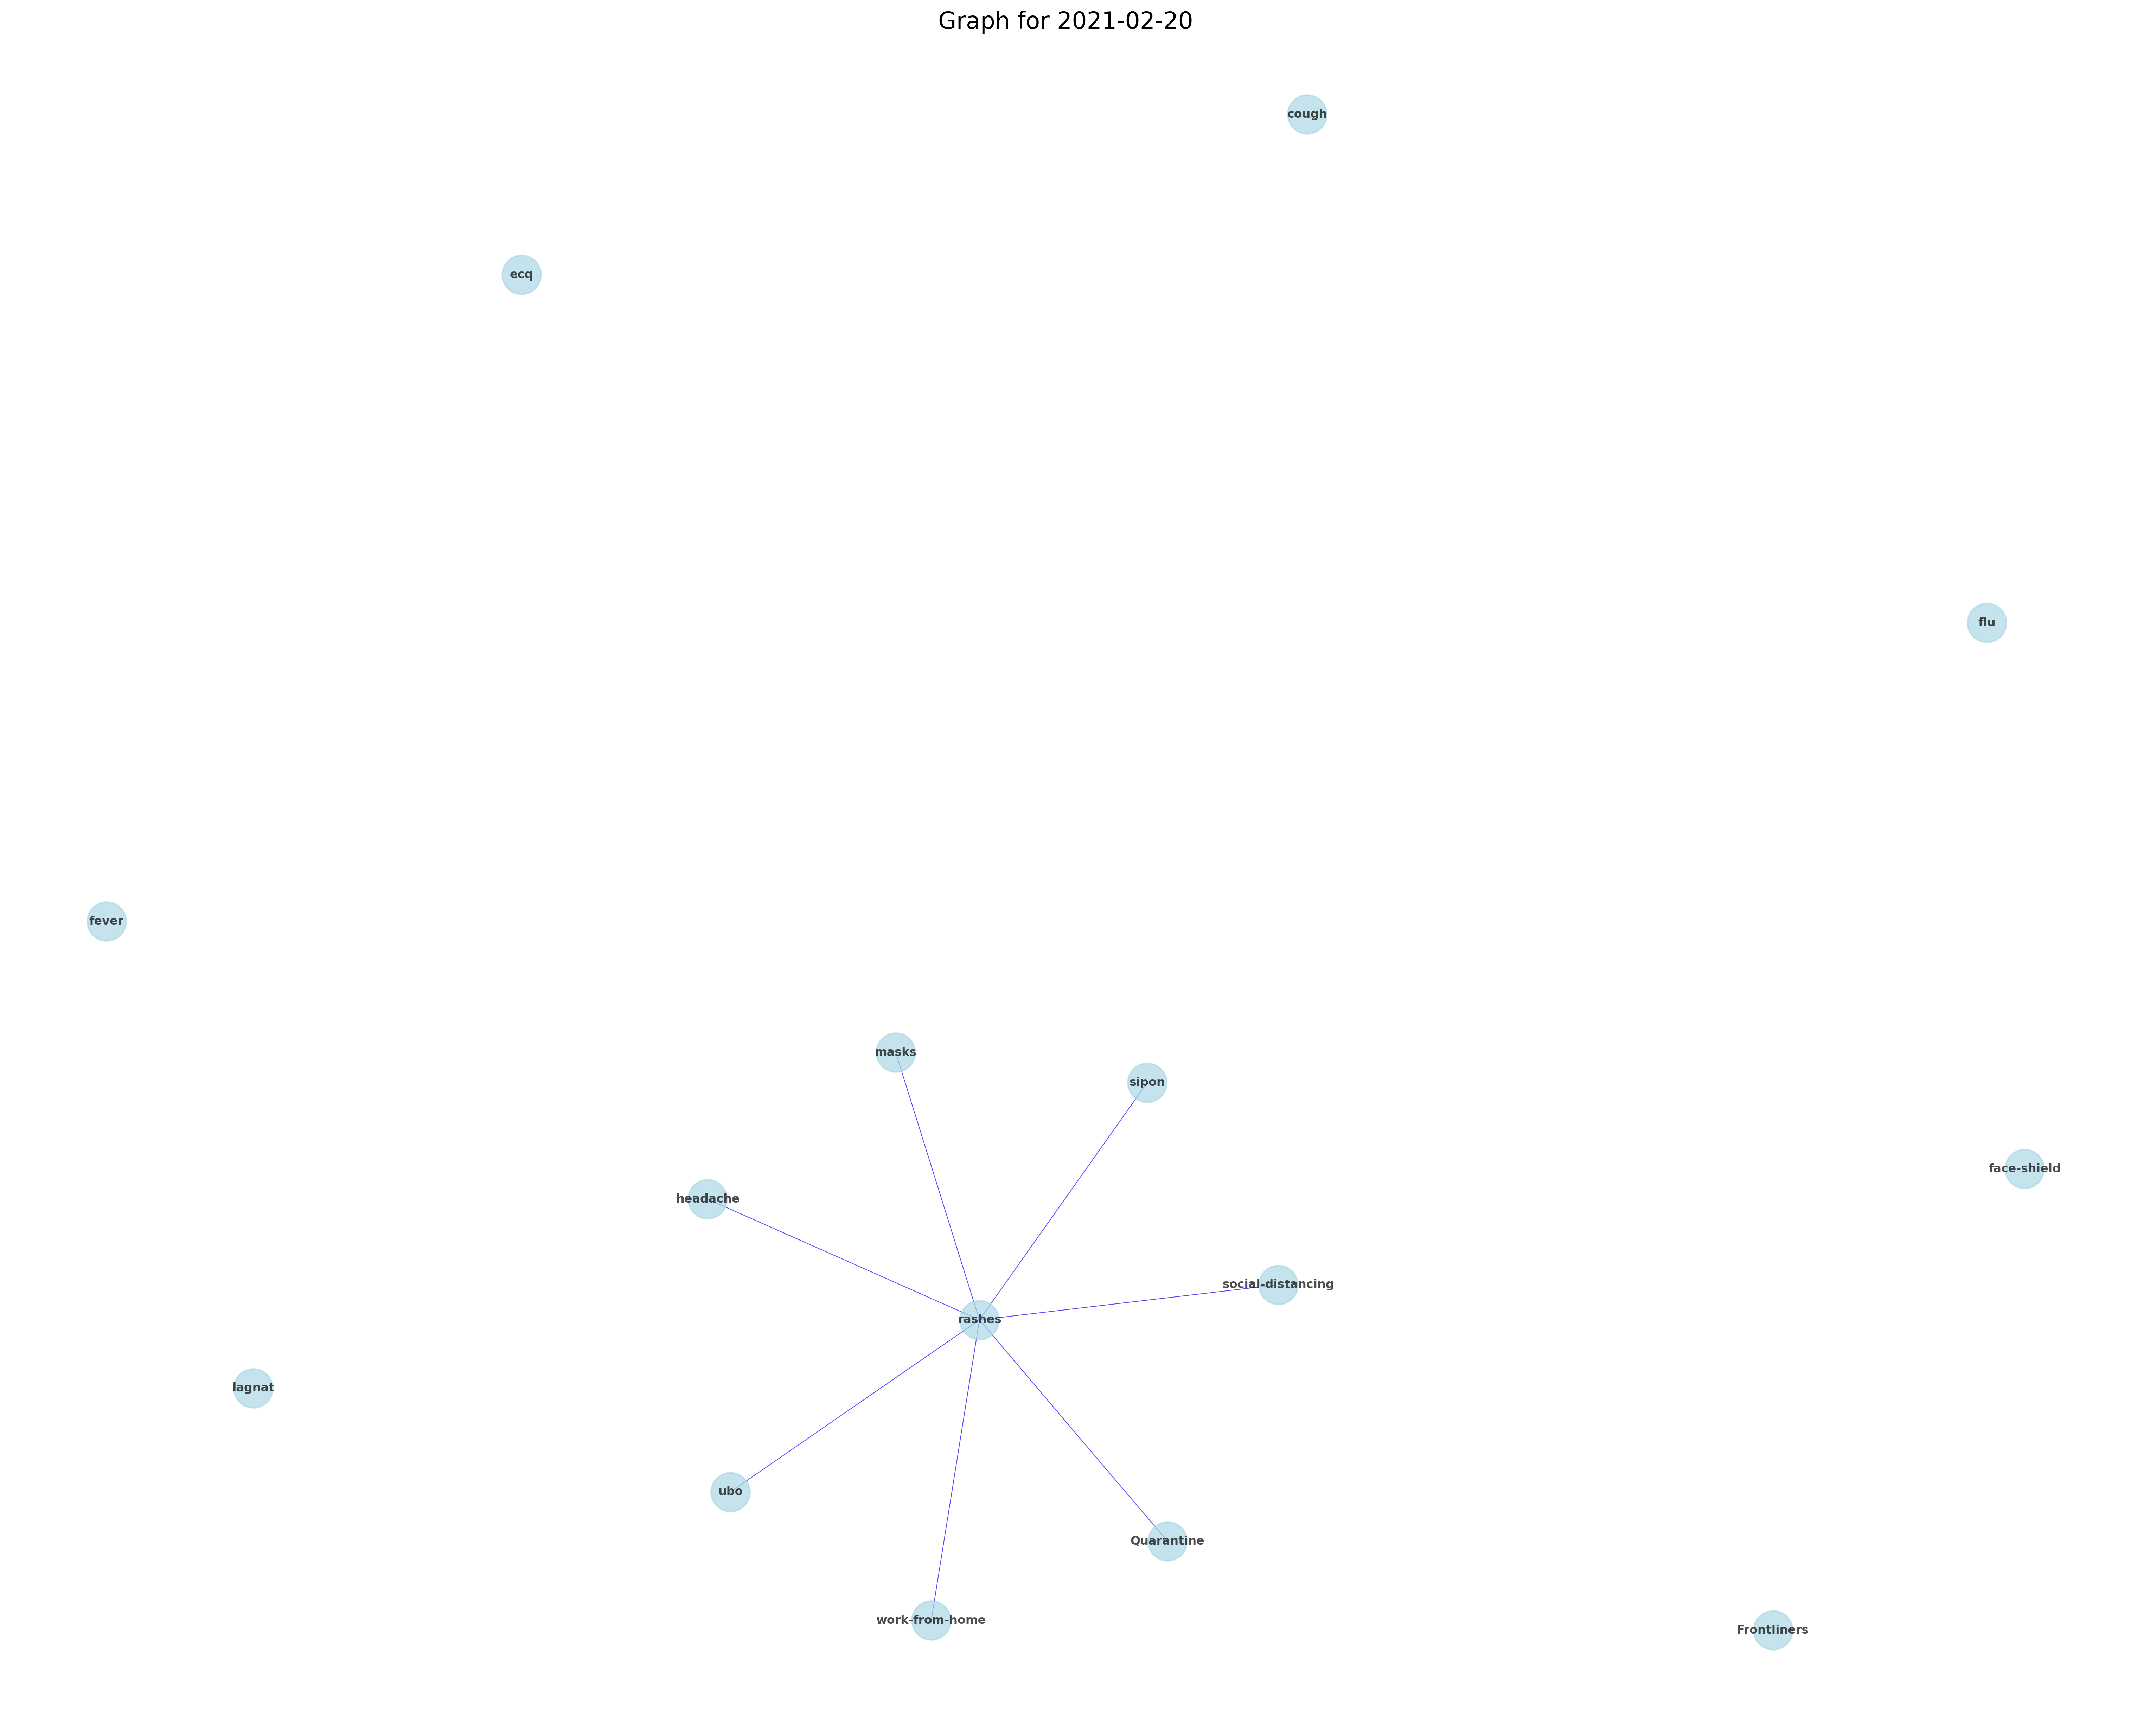 Graph for 2021-02-20
cough
ecq
flu
fever
masks
sipon
face-shield
headache
social-distancing
rashes
lagnat
ubo
Quarantine
work-from-home
Frontliners